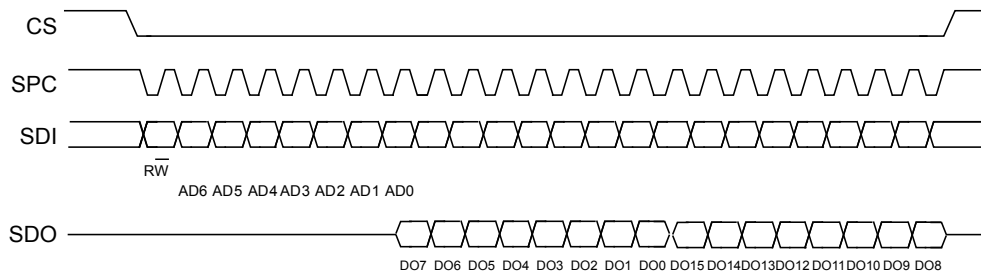 CS
SPC
SDI
RW
AD6 AD5 AD4 AD3 AD2 AD1 AD0
SDO
DO7 DO6 DO5 DO4 DO3 DO2 DO1 DO0 DO15 DO14 DO13 DO12 DO11 DO10 DO9 DO8